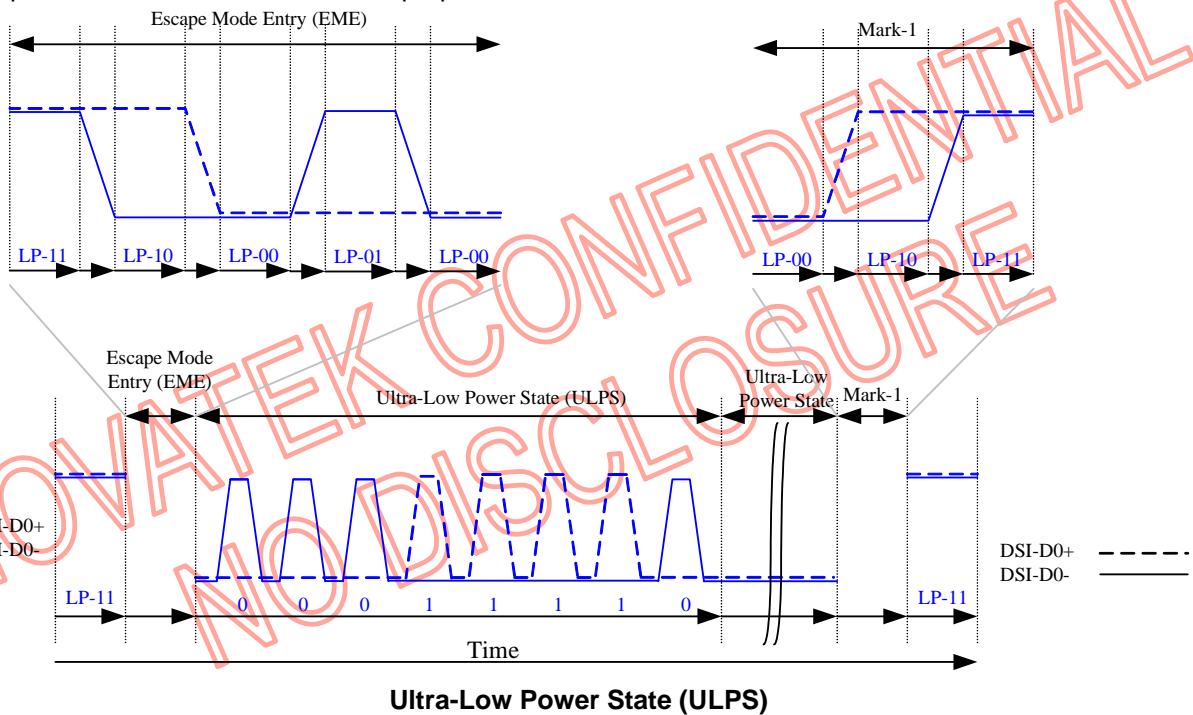 Escape Mode Entry (EME)
Mark-1
LP-11 LP-10 LP-00 LP-01 LP-00
LP-00 LP-10 LP-11
Escape Mode
Entry (EME)
Ultra-Low Power State (ULPS)
Ultra-Low
Power State
Mark-1
I-D0+
I-D0-
LP-11
0 0 0 1 1 1 1 0
LP-11
DSI-D0+
DSI-D0-
Time
Ultra-Low Power State (ULPS)
NOVATEK CONFIDENTIAL
NO DISCLOSURE